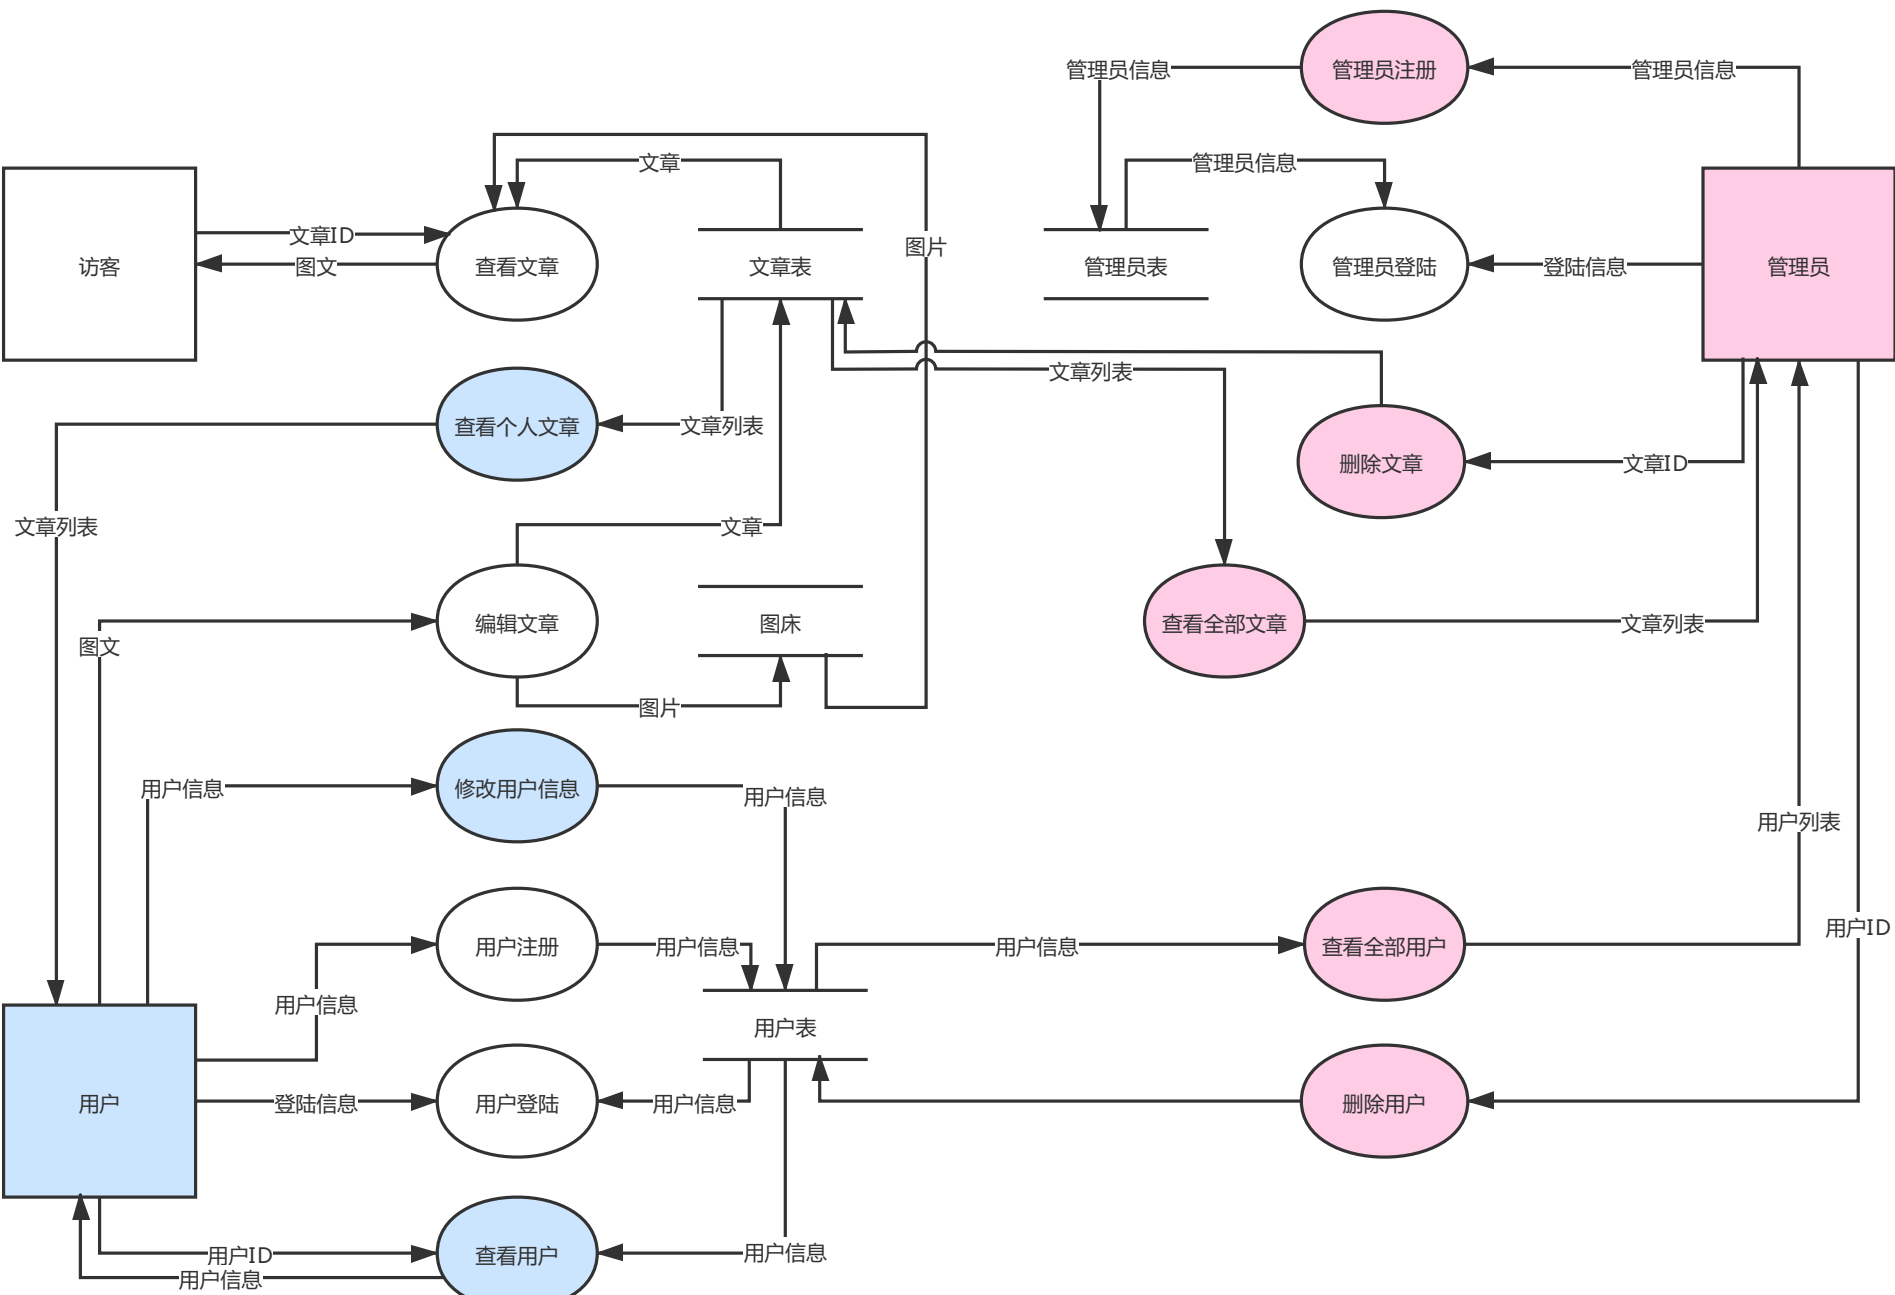 管理员信息
管理员注册
管理员信息
文章
管理员信息
文章ID
图片
访客
图文
查看文章
文章表
管理员表
管理员登陆
登陆信息
管理员
文章列表
查看个人文章
文章列表
删除文章
文章ID
文章列表
文章
图文
编辑文章
图床
查看全部文章
文章列表
图片
用户信息
修改用户信息
用户信息
用户列表
用户ID
用户注册
用户信息
用户信息
查看全部用户
用户信息
用户表
用户
登陆信息
用户登陆
用户信息
删除用户
用户ID
查看用户
用户信息
用户信息